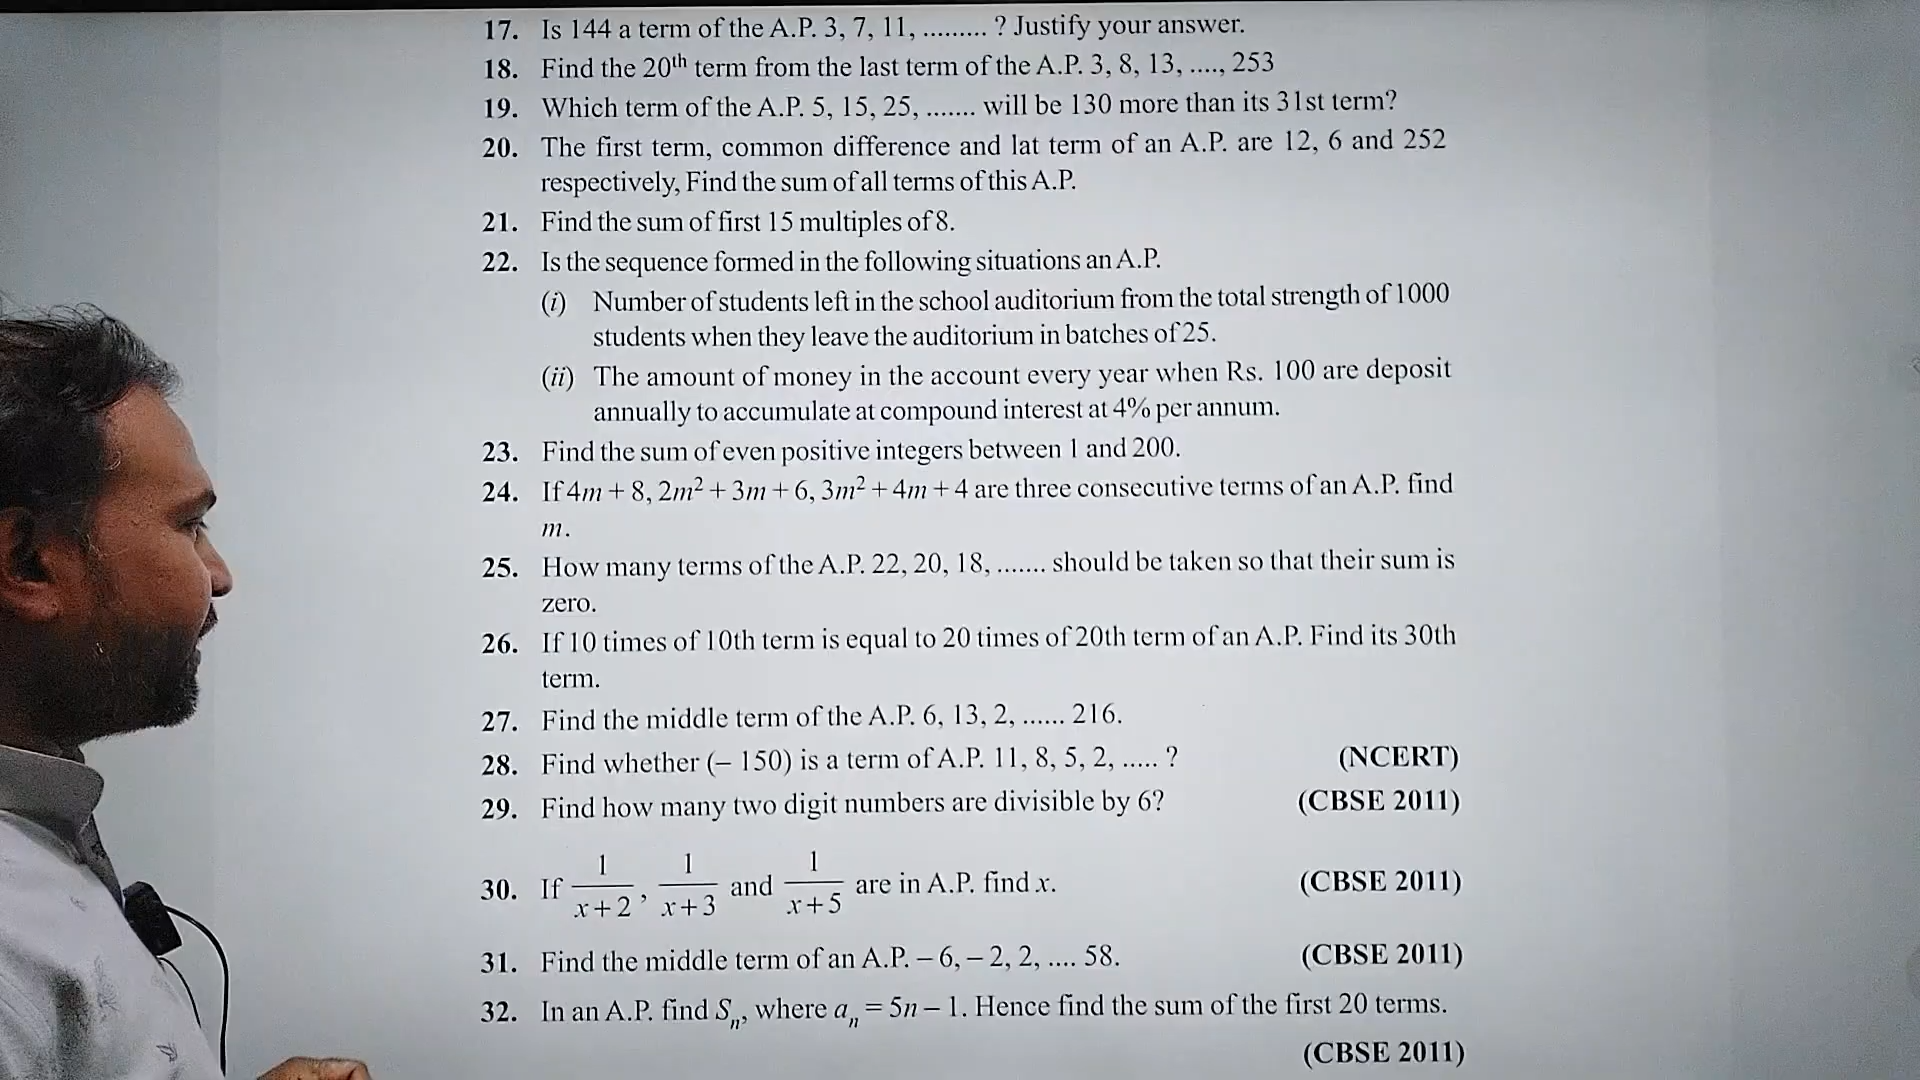 17. Is 144 a term of the A.P. 3, 7, 11, ......... ? Justify your answer.
18. Find the 20th term from the last term of the A.P. 3, 8, 13, ...., 253
19. Which term of the A.P. 5, 15, 25, ....... will be 130 more than its 31st term?
20. The first term, common difference and lat term of an A.P. are 12, 6 and 252
respectively, Find the sum of all terms of this A.P.
21. Find the sum of first 15 multiples of 8.
22. Is the sequence formed in the following situations an A.P.
(i) Number of students left in the school auditorium from the total strength of 1000
students when they leave the auditorium in batches of 25.
(ii) The amount of money in the account every year when Rs. 100 are deposit
annually to accumulate at compound interest at 4% per annum.
23. Find the sum of even positive integers between 1 and 200.
24. If 4m + 8, 2m² + 3m + 6, 3m² + 4m + 4 are three consecutive terms of an A.P. find
m.
25. How many terms of the A.P. 22, 20, 18, ....... should be taken so that their sum is
zero.
26. If 10 times of 10th term is equal to 20 times of 20th term of an A.P. Find its 30th
term.
27. Find the middle term of the A.P. 6, 13, 2, ...... 216.
28. Find whether (– 150) is a term of A.P. 11, 8, 5, 2, ..... ? (NCERT)
29. Find how many two digit numbers are divisible by 6? (CBSE 2011)
30. If 1/(x+2), 1/(x+3) and 1/(x+5) are in A.P. find x. (CBSE 2011)
31. Find the middle term of an A.P. – 6, – 2, 2, .... 58. (CBSE 2011)
32. In an A.P. find Sₙ, where aₙ = 5n – 1. Hence find the sum of the first 20 terms.
(CBSE 2011)